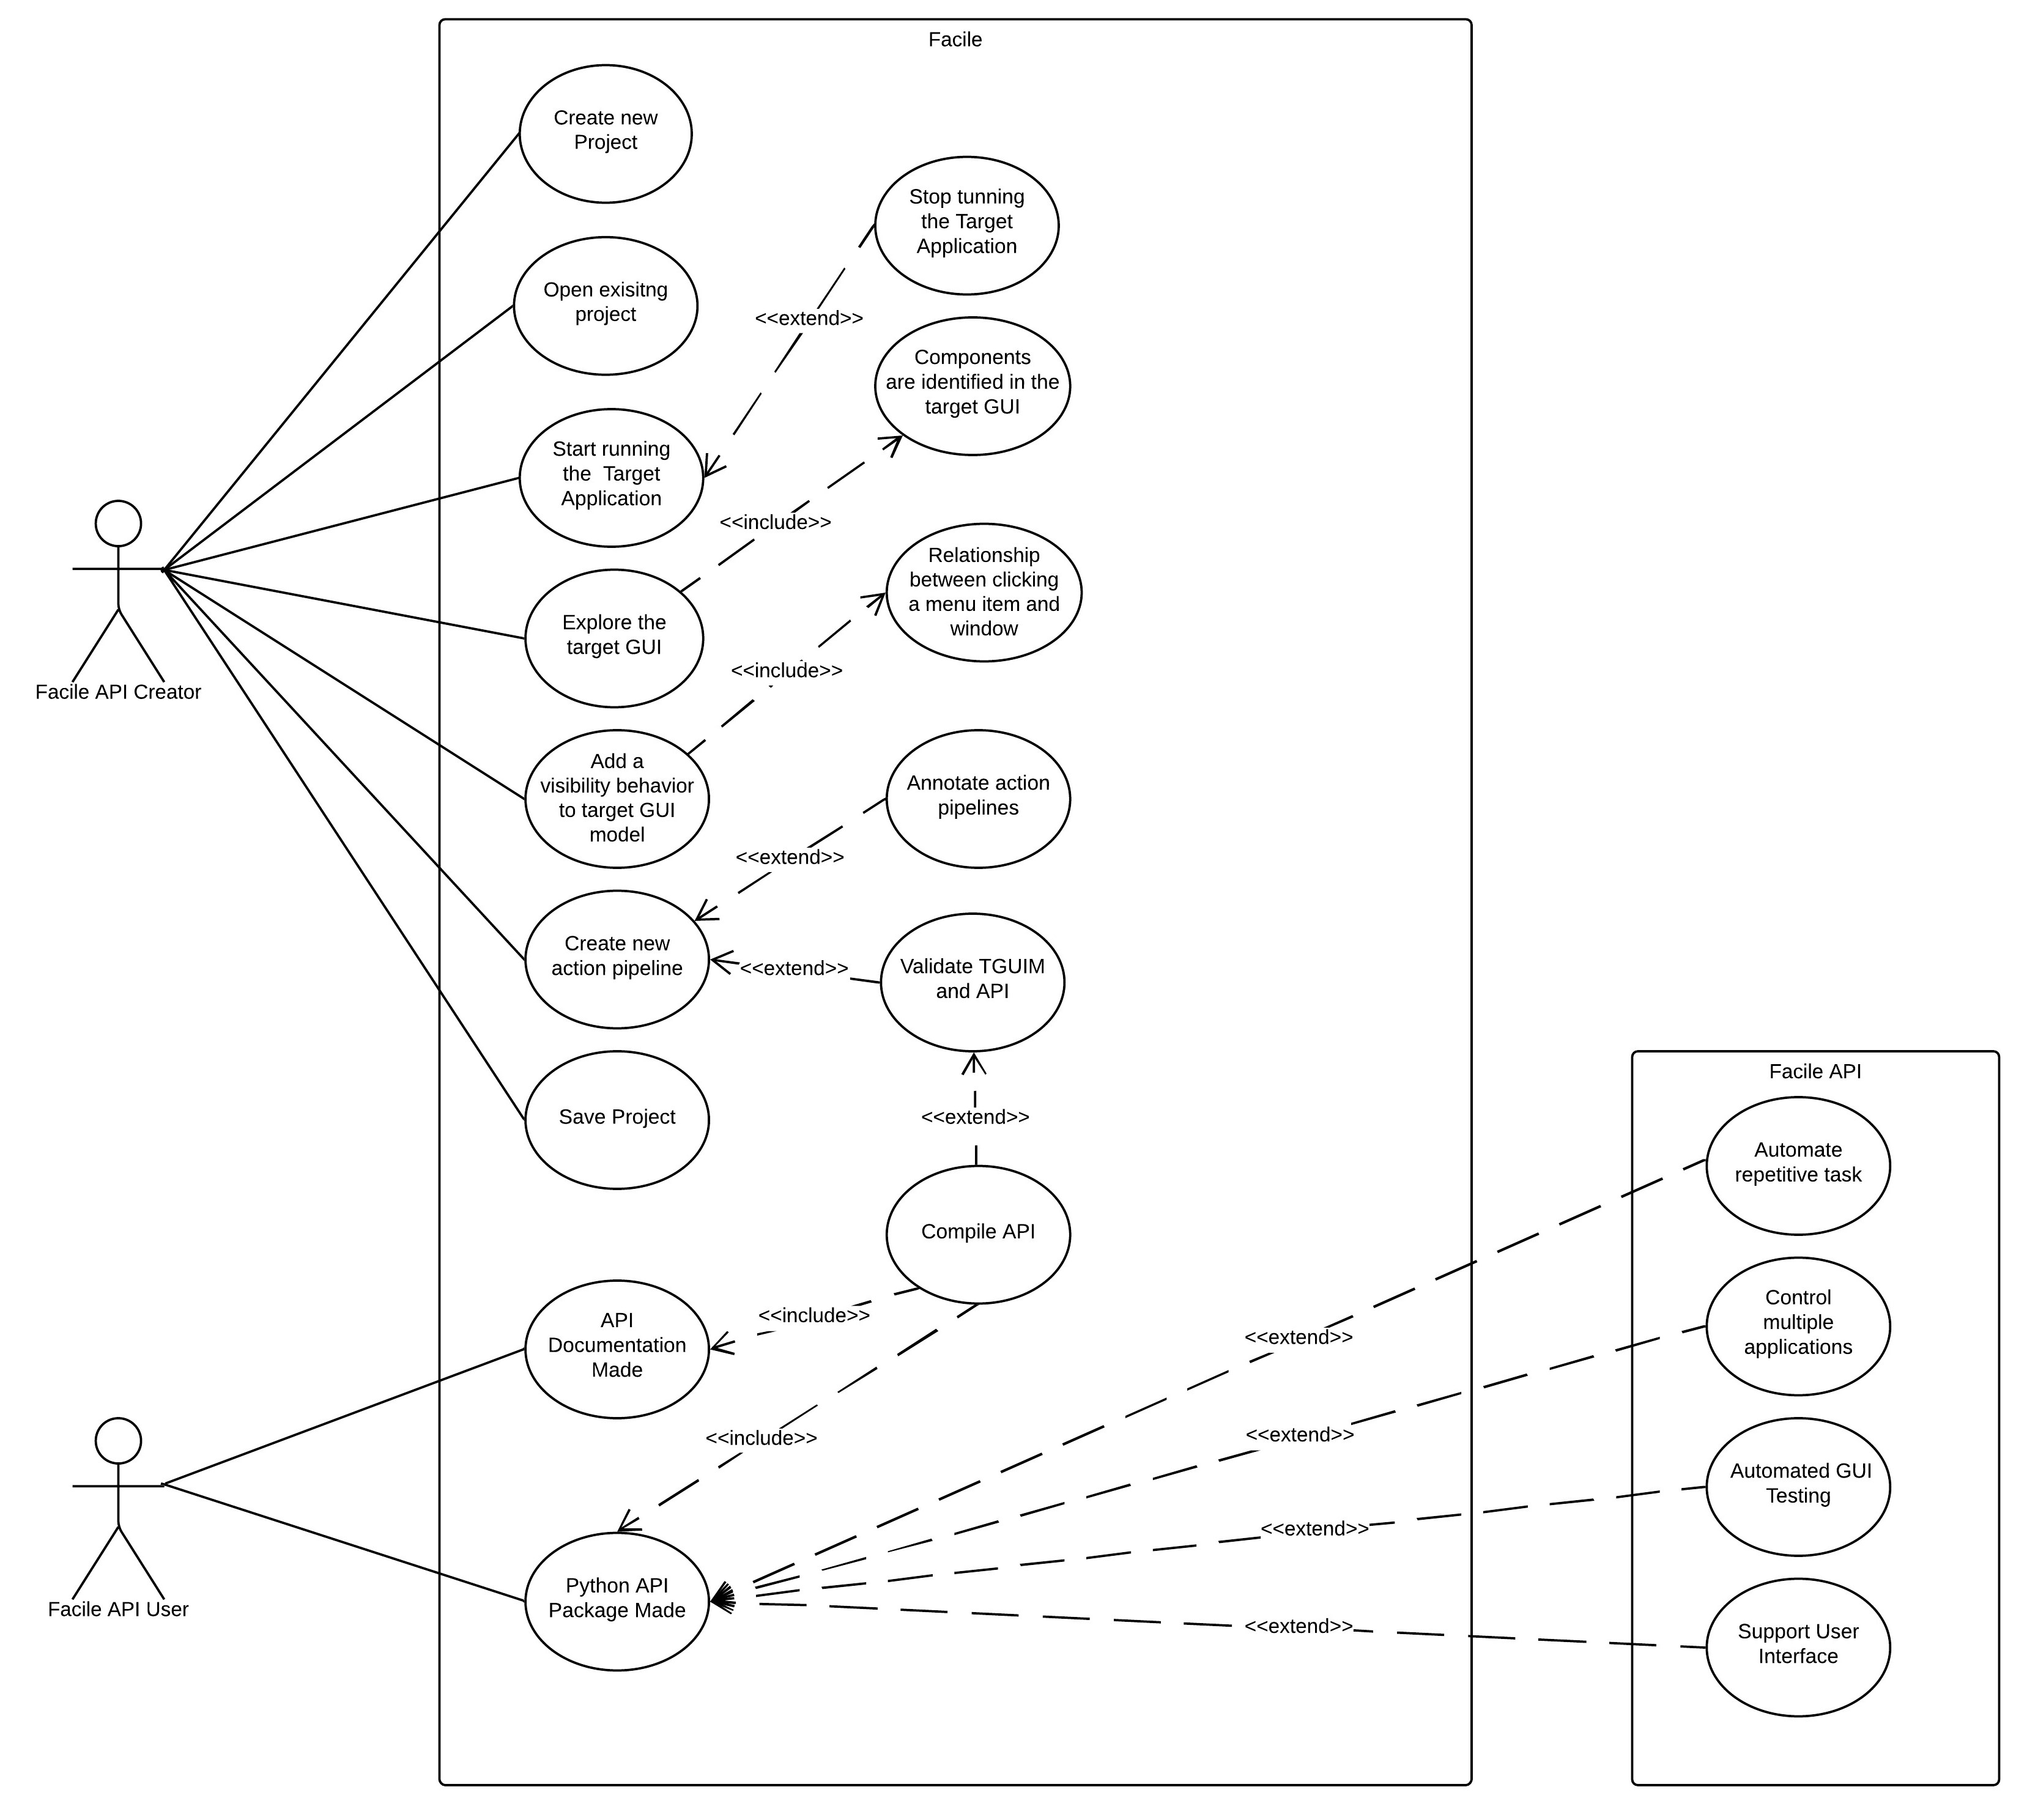 Facile
Create new
Project
Stop tunning
the Target
Application
Open exisitng
project
<<extend>>
Components
are identified in the
target GUI
Start running
the  Target
Application
<<include>>
Relationship
between clicking
a menu item and
window
Explore the
target GUI
Facile API Creator
<<include>>
Add a
visibility behavior
to target GUI
model
Annotate action
pipelines
<<extend>>
Create new
action pipeline
<<extend>>
Validate TGUIM
and API
Save Project
<<extend>>
Facile API
Automate
repetitive task
Compile API
API
Documentation
Made
<<include>>
<<extend>>
Control
multiple
applications
<<include>>
<<extend>>
Automated GUI
Testing
<<extend>>
Facile API User
Python API
Package Made
<<extend>>
Support User
Interface